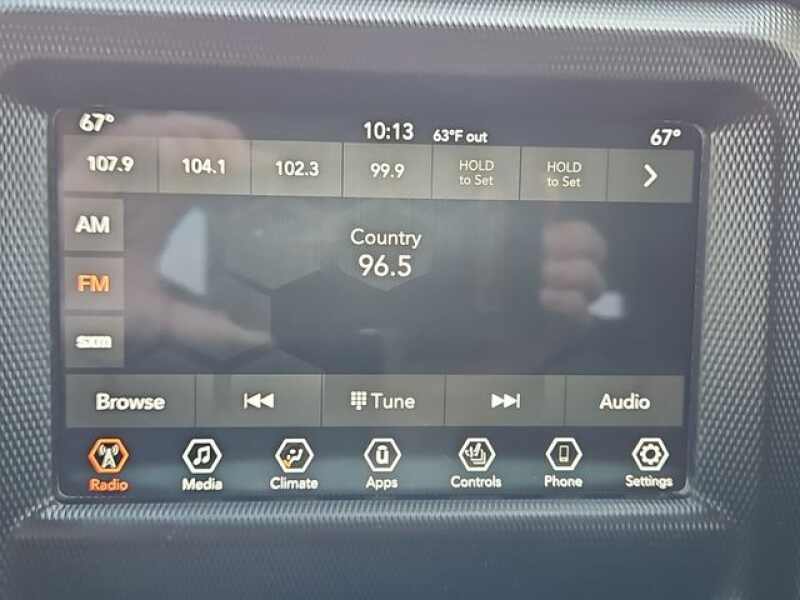 67° 10:13 63°F out 67°
107.9 104.1 102.3 99.9 HOLD to Set HOLD to Set
AM
Country
96.5
FM
SXM
Browse Tune Audio
Radio Media Climate Apps Controls Phone Settings